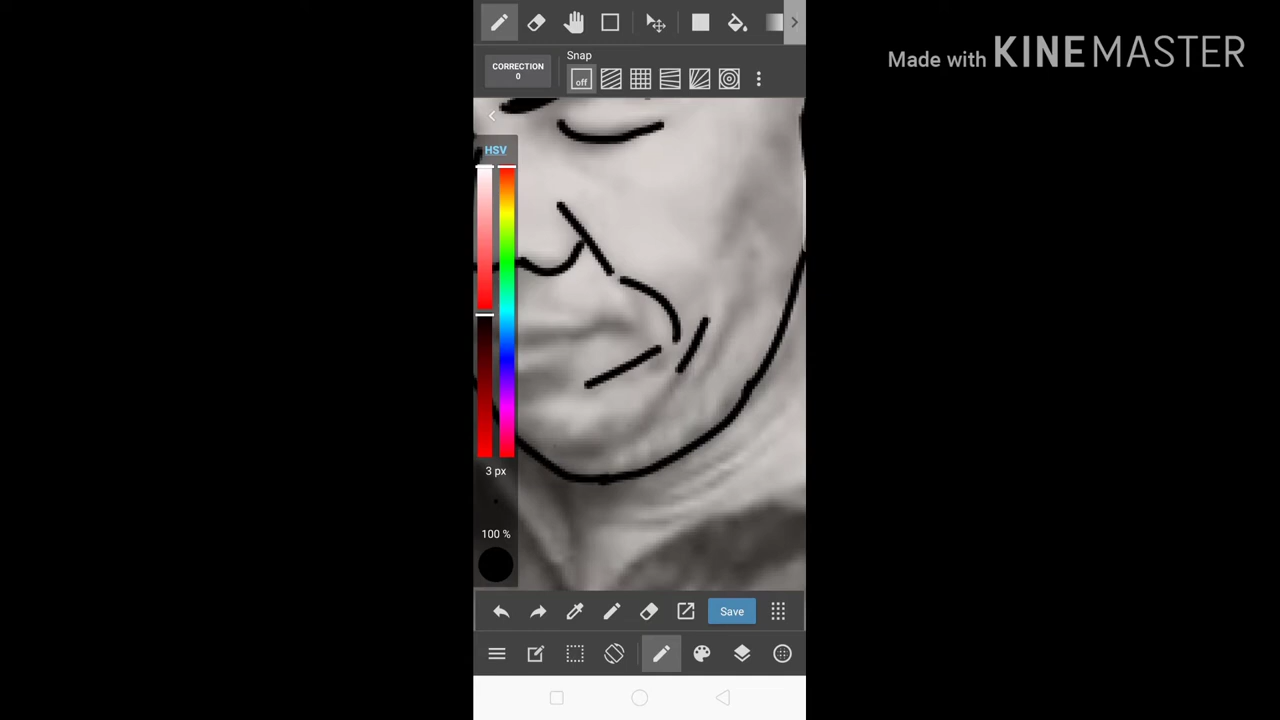 Made with KINEMASTER
Snap
CORRECTION
0
off
HSV
3 px
100 %
Save